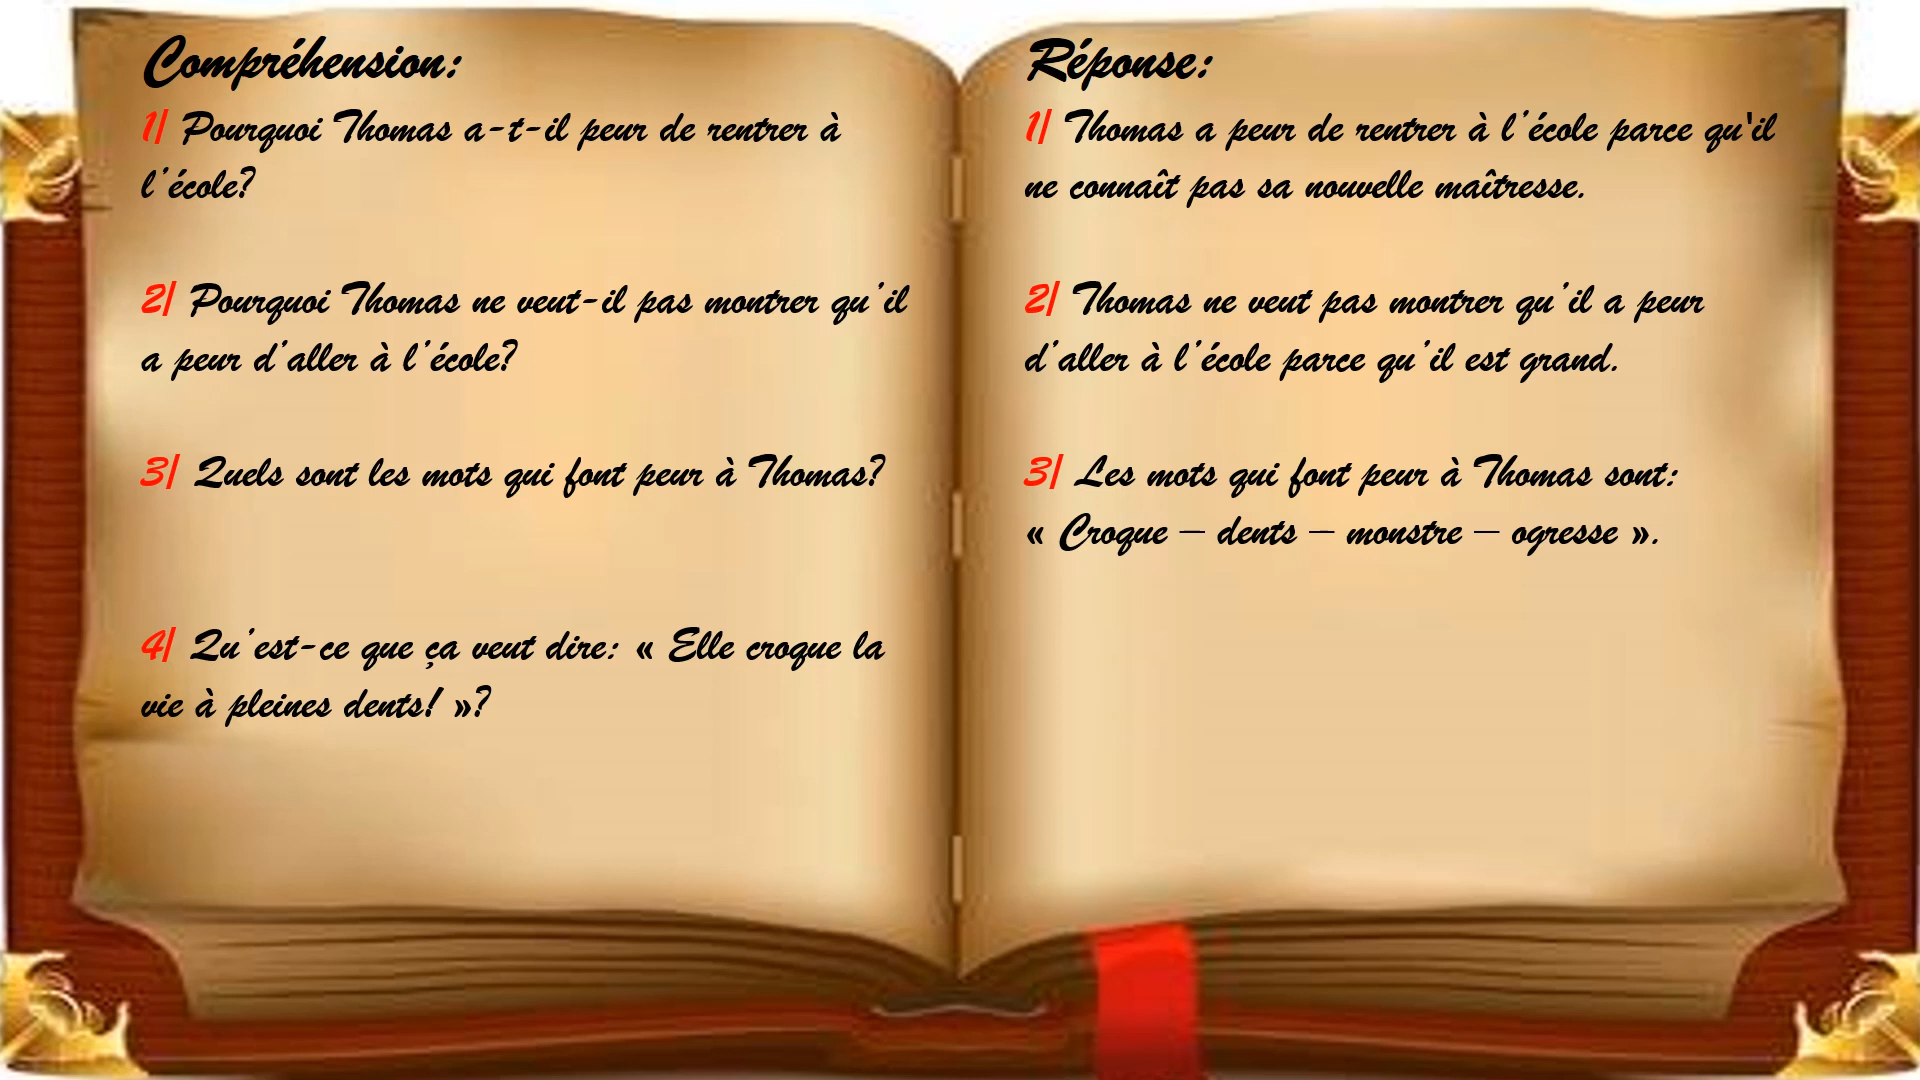 Compréhension:
1/ Pourquoi Thomas a-t-il peur de rentrer à
l'école?
2/ Pourquoi Thomas ne veut-il pas montrer qu'il
a peur d'aller à l'école?
3/ Quels sont les mots qui font peur à Thomas?
4/ Qu'est-ce que ça veut dire: « Elle croque la
vie à pleines dents! »?
Réponse:
1/ Thomas a peur de rentrer à l'école parce qu'il
ne connaît pas sa nouvelle maîtresse.
2/ Thomas ne veut pas montrer qu'il a peur
d'aller à l'école parce qu'il est grand.
3/ Les mots qui font peur à Thomas sont:
« Croque – dents – monstre – ogresse ».